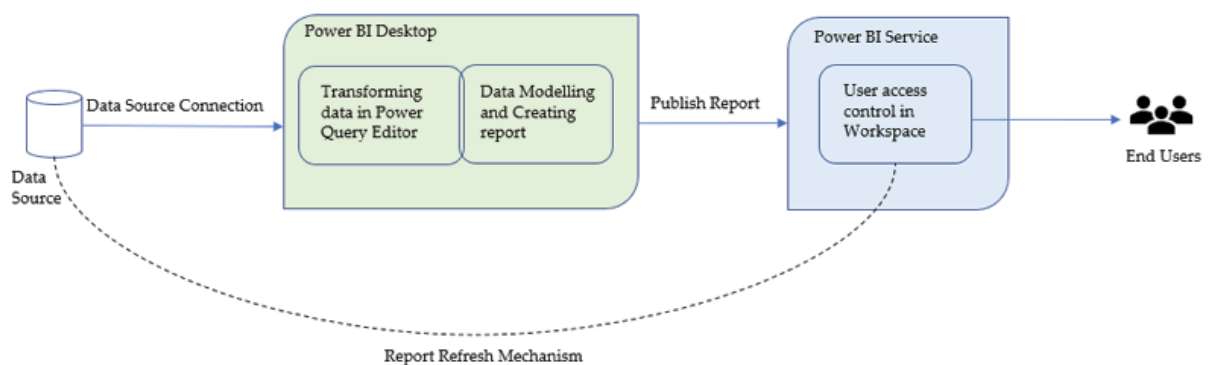 Power BI Desktop
Power BI Service
Data Source Connection
Transforming
data in Power
Query Editor
Data Modelling
and Creating
report
Publish Report
User access
control in
Workspace
Data
Source
End Users
Report Refresh Mechanism